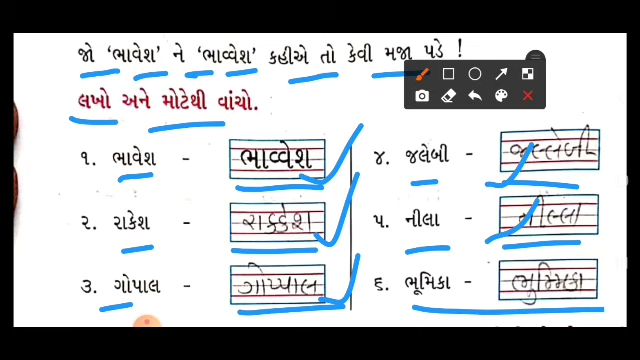 જો 'ભાવેશ' ને 'ભાવ્વેશ' કહીએ તો કેવી મજા પડે !
લખો અને મોટેથી વાંચો.
૧. ભાવેશ - ભાવ્વેશ
૨. રાકેશ - રાક્કેશ
૩. ગોપાલ - ગોપ્પાલ
૪. જલેબી - જલ્લેબી
૫. નીલા - નીલ્લા
૬. ભૂમિકા - ભુમ્મિકા